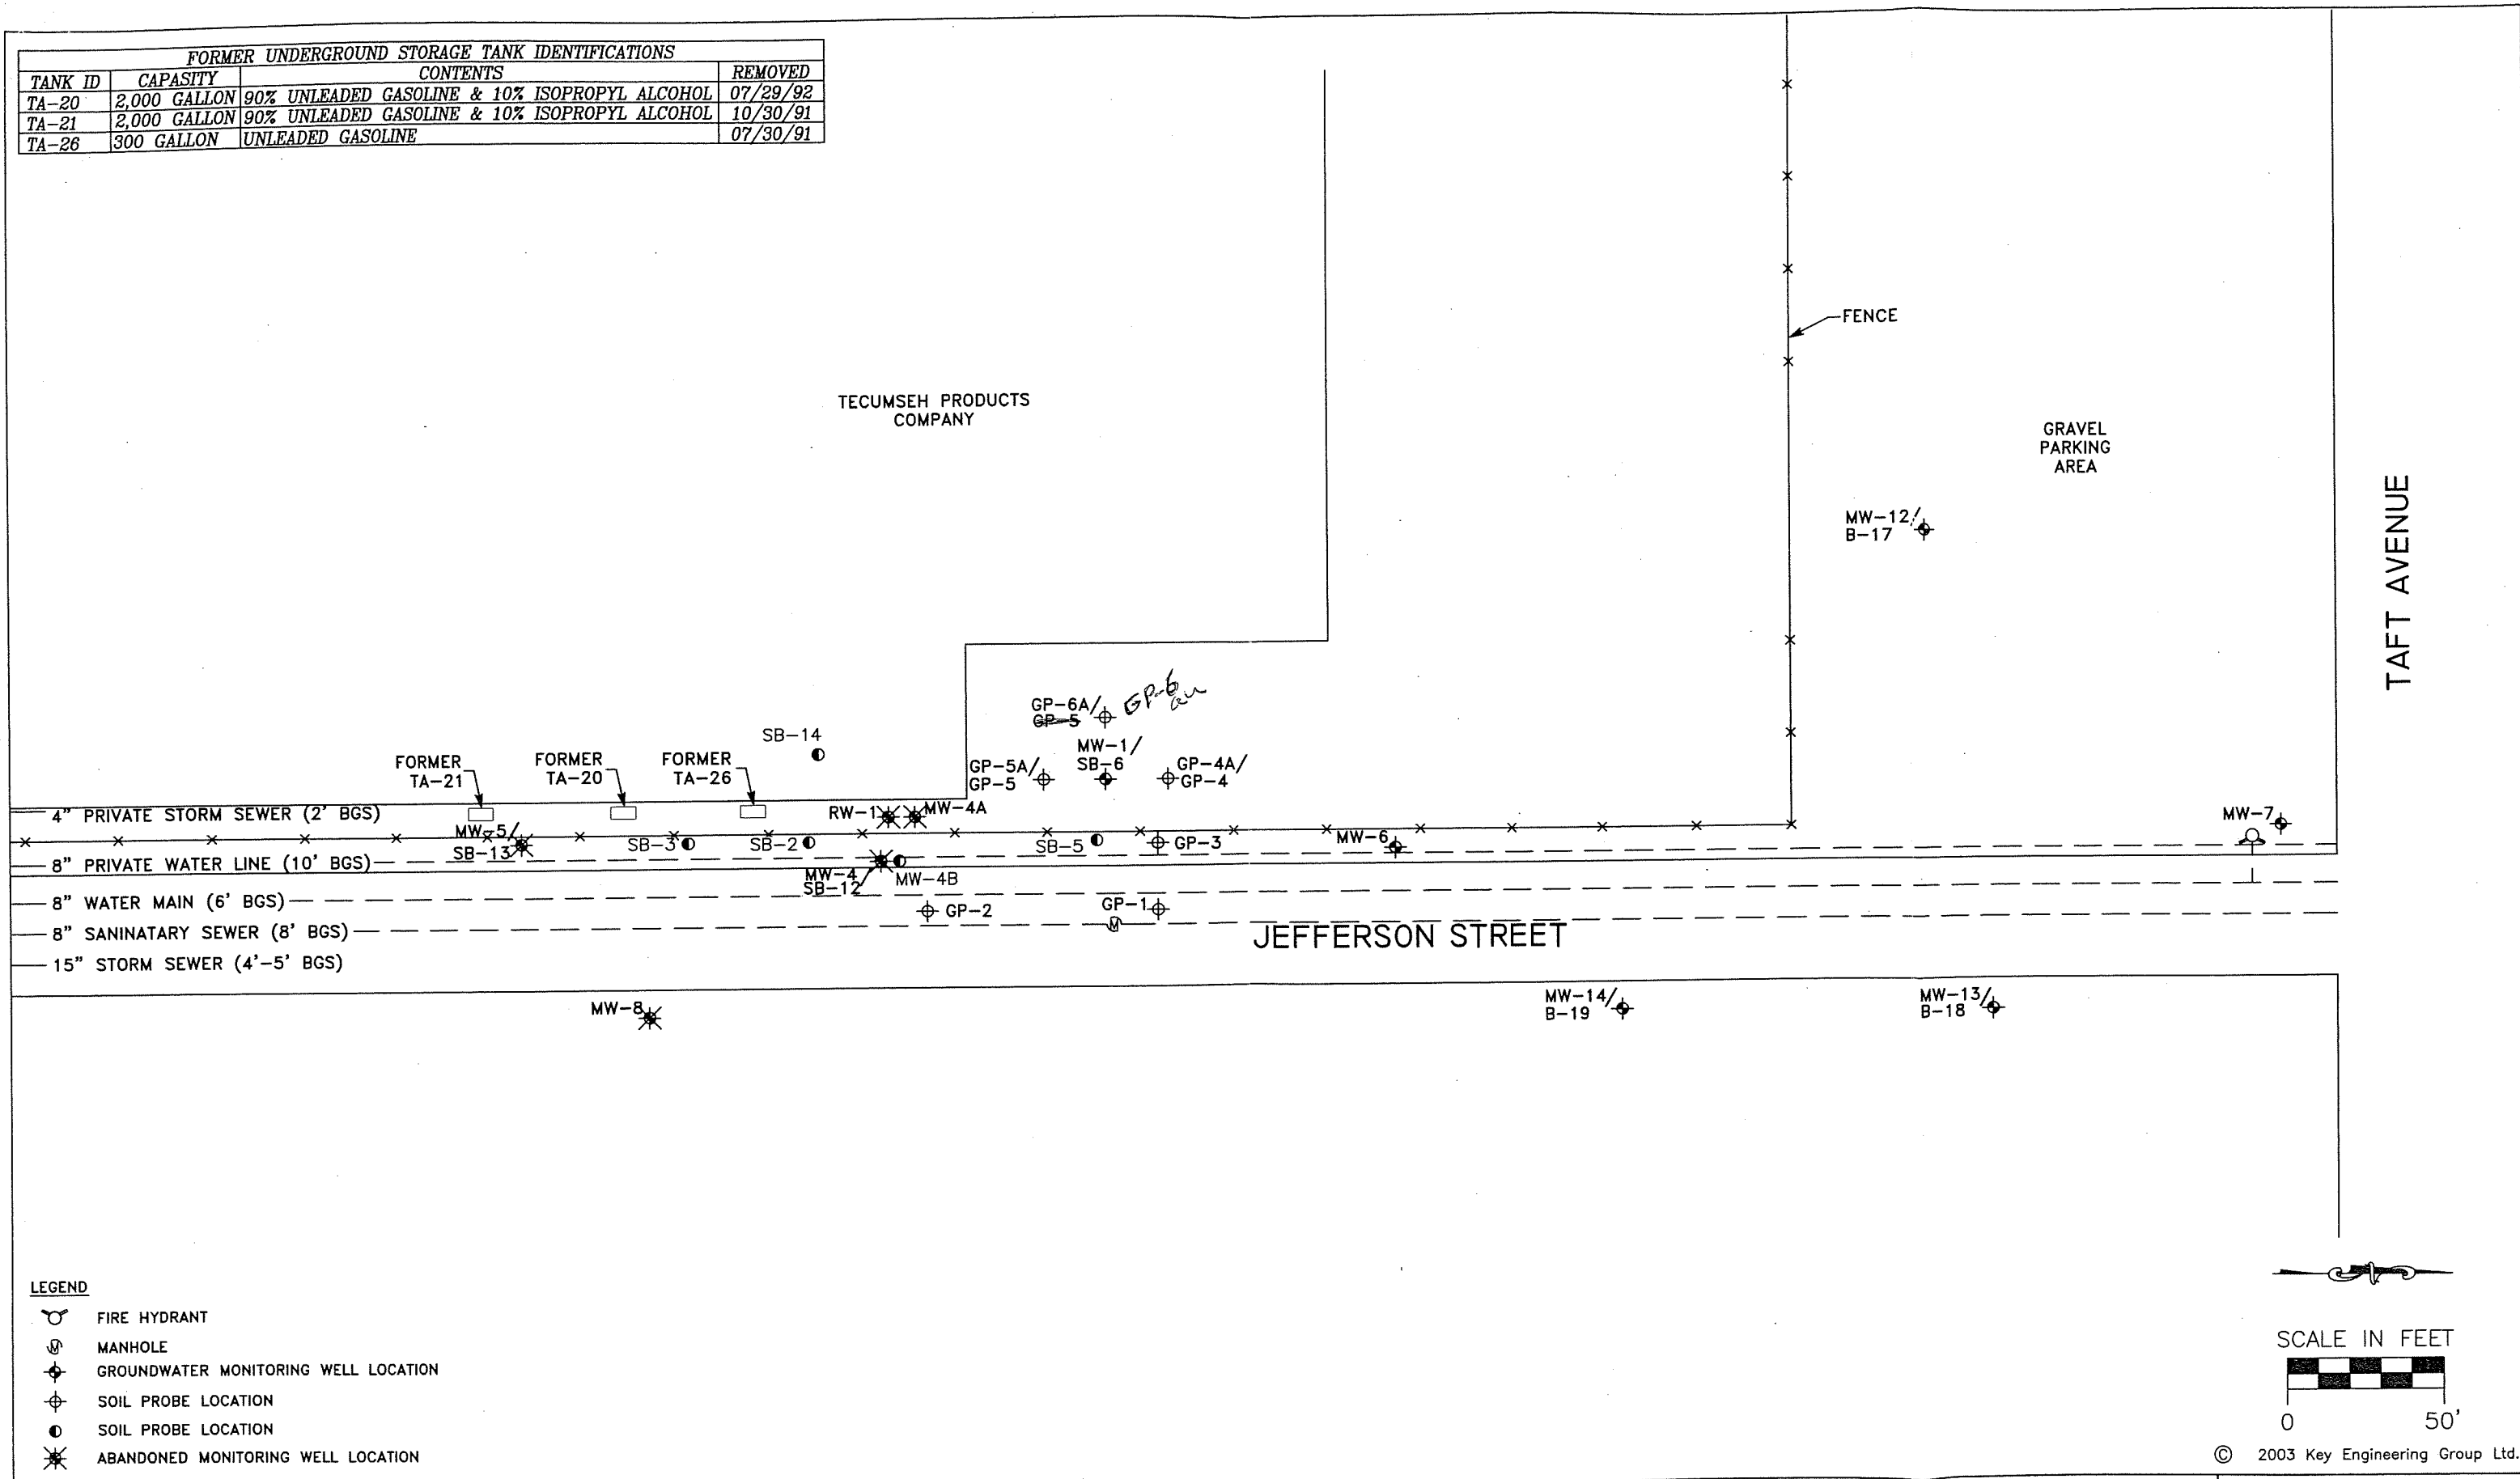 FORMER UNDERGROUND STORAGE TANK IDENTIFICATIONS
TANK ID CAPASITY CONTENTS REMOVED
TA-20 2,000 GALLON 90% UNLEADED GASOLINE & 10% ISOPROPYL ALCOHOL 07/29/92
TA-21 2,000 GALLON 90% UNLEADED GASOLINE & 10% ISOPROPYL ALCOHOL 10/30/91
TA-26 300 GALLON UNLEADED GASOLINE 07/30/91
FENCE
TECUMSEH PRODUCTS
COMPANY
GRAVEL
PARKING
AREA
TAFT AVENUE
MW-12/
B-17
GP-6A/
GP-5
GP-6
SB-14
FORMER
TA-21
FORMER
TA-20
FORMER
TA-26
GP-5A/
GP-5
MW-1/
SB-6
GP-4A/
GP-4
4" PRIVATE STORM SEWER (2' BGS)
RW-1
MW-4A
MW-7
MW-5/
SB-13
SB-3
SB-2
SB-5
GP-3
MW-6
8" PRIVATE WATER LINE (10' BGS)
MW-4/
SB-12
MW-4B
8" WATER MAIN (6' BGS)
GP-2
GP-1
M
8" SANINATARY SEWER (8' BGS)
JEFFERSON STREET
15" STORM SEWER (4'-5' BGS)
MW-8
MW-14/
B-19
MW-13/
B-18
LEGEND
FIRE HYDRANT
M MANHOLE
GROUNDWATER MONITORING WELL LOCATION
SOIL PROBE LOCATION
SOIL PROBE LOCATION
ABANDONED MONITORING WELL LOCATION
SCALE IN FEET
0 50'
© 2003 Key Engineering Group Ltd.